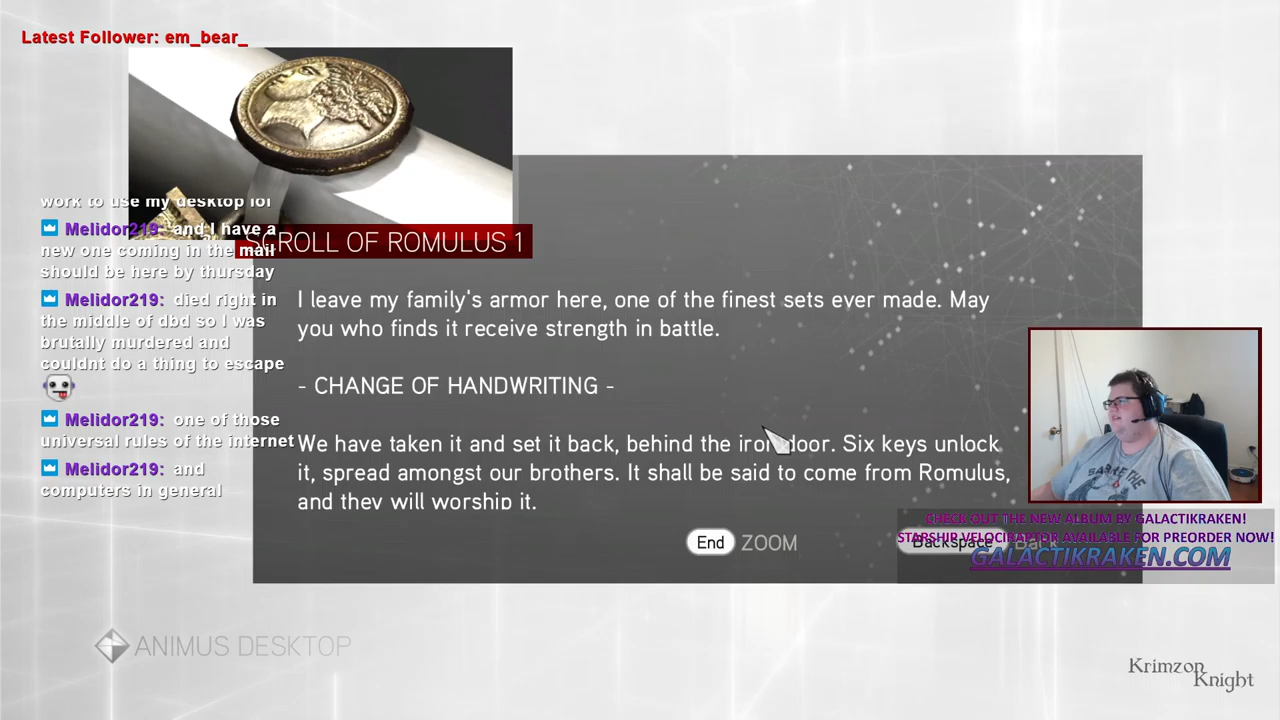 Latest Follower: em_bear_
work to use my desktop lol
Melidor219: and I have a
new one coming in the mail
should be here by thursday
Melidor219: died right in
the middle of dbd so I was
brutally murdered and
couldnt do a thing to escape
Melidor219: one of those
universal rules of the internet
Melidor219: and
computers in general
SCROLL OF ROMULUS 1
I leave my family's armor here, one of the finest sets ever made. May
you who finds it receive strength in battle.
- CHANGE OF HANDWRITING -
We have taken it and set it back, behind the iron door. Six keys unlock
it, spread amongst our brothers. It shall be said to come from Romulus,
and they will worship it.
End ZOOM
Backspace Back
CHECK OUT THE NEW ALBUM BY GALACTIKRAKEN!
STARSHIP VELOCIRAPTOR AVAILABLE FOR PREORDER NOW!
GALACTIKRAKEN.COM
ANIMUS DESKTOP
Krimzon
Knight